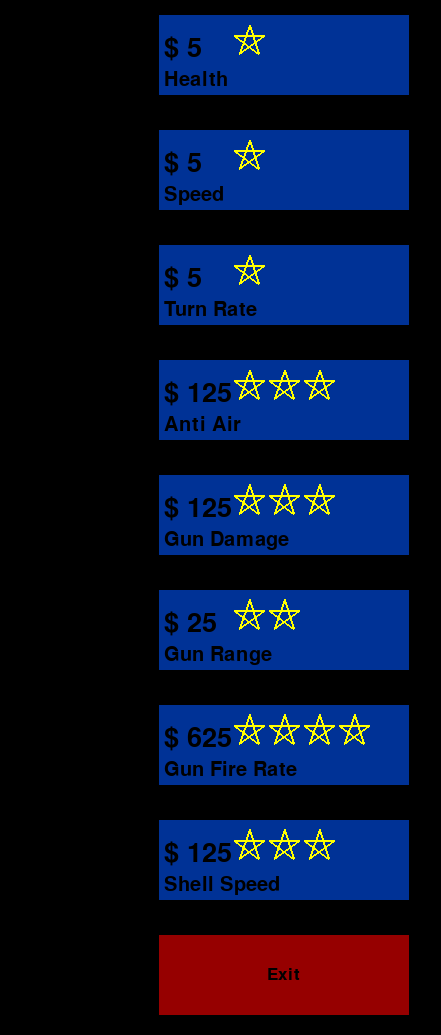 $ 5
Health
$ 5
Speed
$ 5
Turn Rate
$ 125
Anti Air
$ 125
Gun Damage
$ 25
Gun Range
$ 625
Gun Fire Rate
$ 125
Shell Speed
Exit